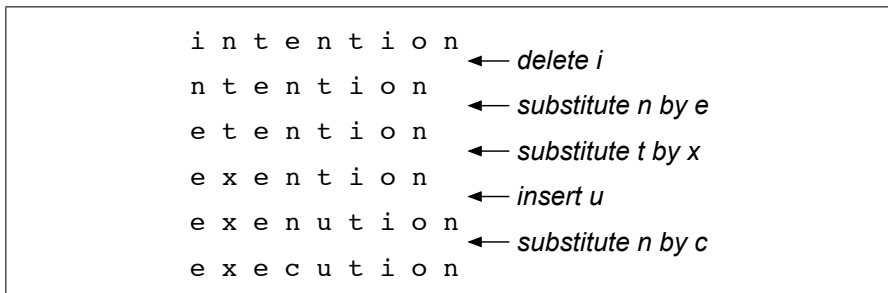 i n t e n t i o n
delete i
n t e n t i o n
substitute n by e
e t e n t i o n
substitute t by x
e x e n t i o n
insert u
e x e n u t i o n
substitute n by c
e x e c u t i o n